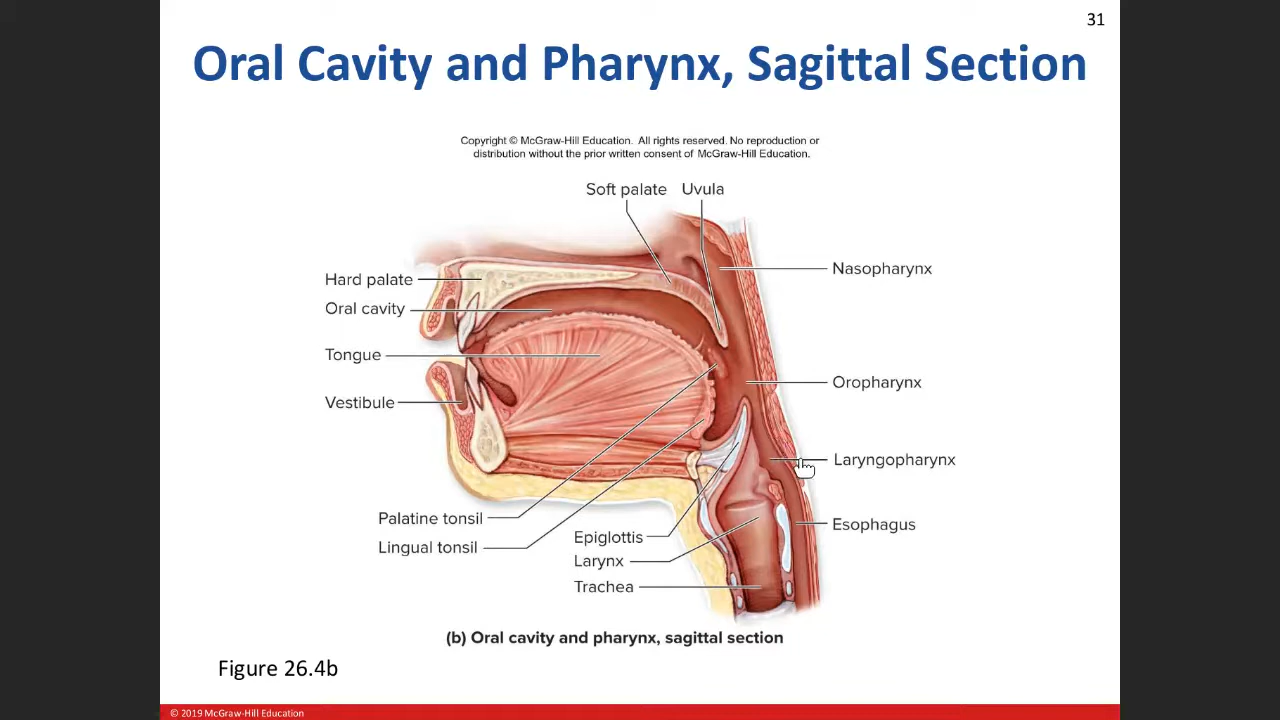 31
Oral Cavity and Pharynx, Sagittal Section
Copyright © McGraw-Hill Education. All rights reserved. No reproduction or
distribution without the prior written consent of McGraw-Hill Education.
Soft palate
Uvula
Hard palate
Nasopharynx
Oral cavity
Tongue
Oropharynx
Vestibule
Laryngopharynx
Palatine tonsil
Esophagus
Lingual tonsil
Epiglottis
Larynx
Trachea
(b) Oral cavity and pharynx, sagittal section
Figure 26.4b
© 2019 McGraw-Hill Education